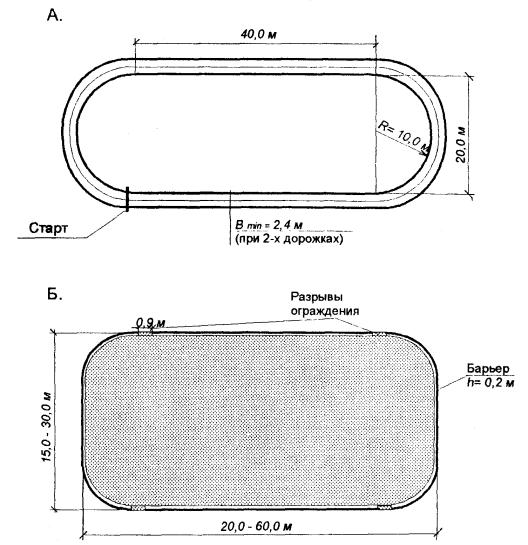 А.
40,0 м
R= 10,0 м
20,0 м
Старт
B min = 2,4 м
(при 2-х дорожках)
Б.
Разрывы
ограждения
0,9 м
Барьер
h= 0,2 м
15,0 - 30,0 м
20,0 - 60,0 м